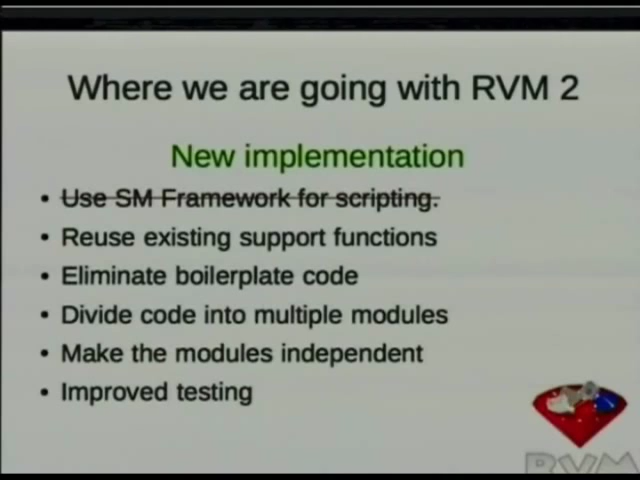 Where we are going with RVM 2
New implementation
• Use SM Framework for scripting.
• Reuse existing support functions
• Eliminate boilerplate code
• Divide code into multiple modules
• Make the modules independent
• Improved testing
RVM